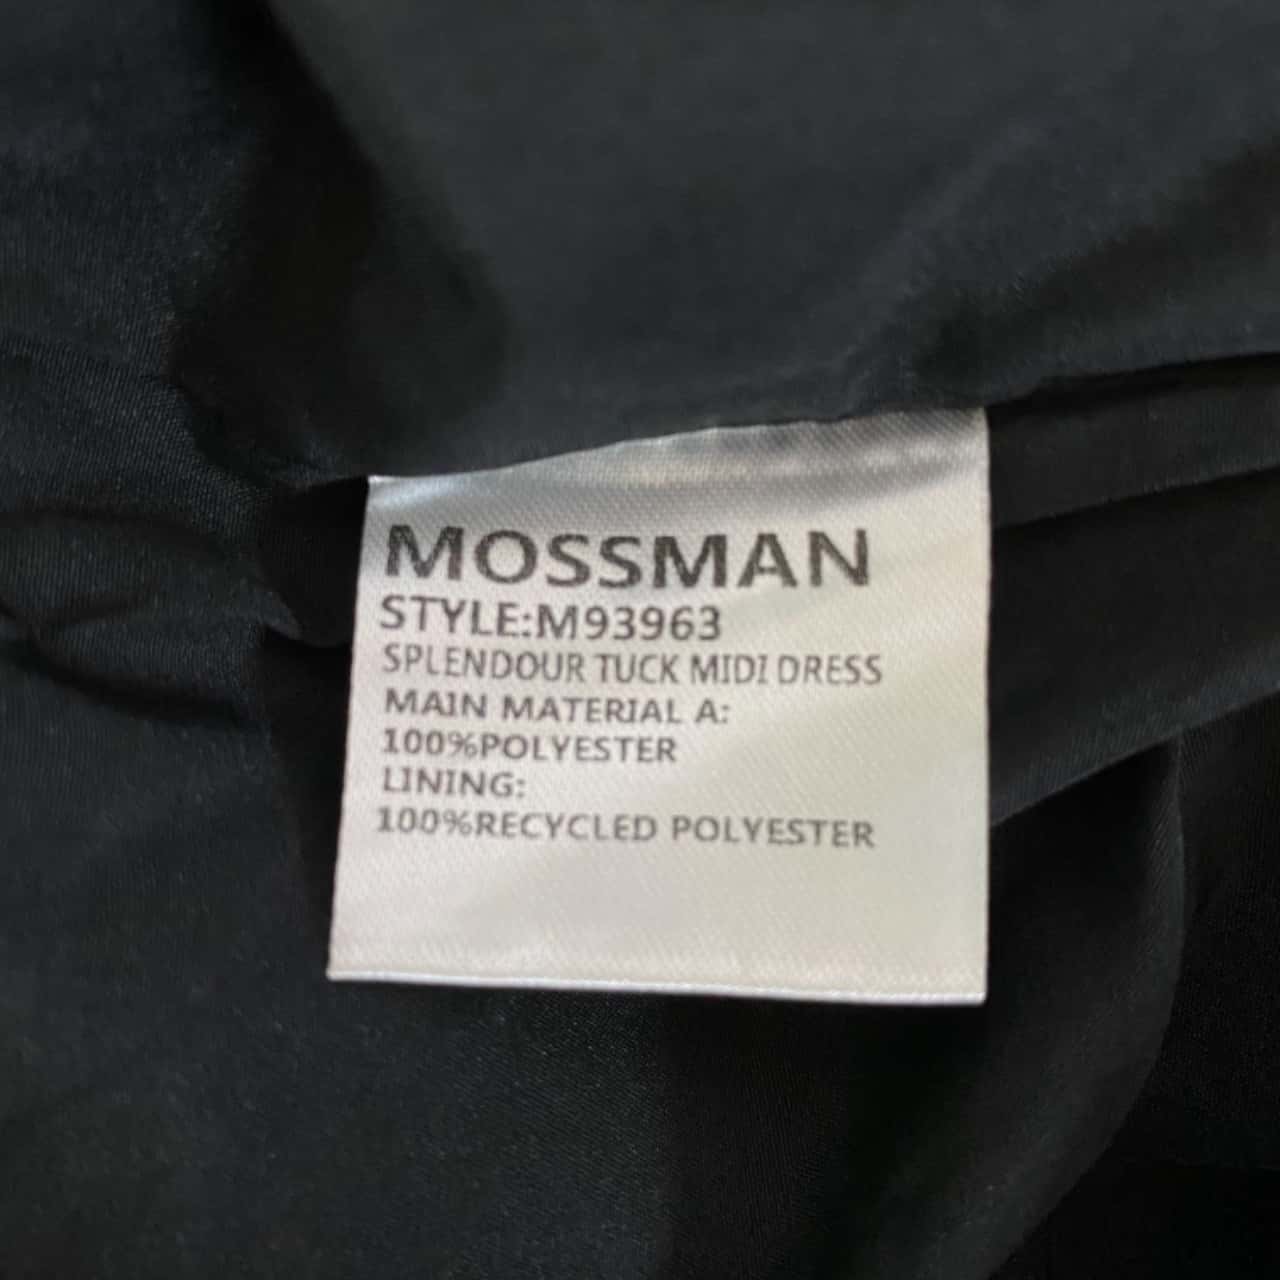 MOSSMAN
STYLE:M93963
SPLENDOUR TUCK MIDI DRESS
MAIN MATERIAL A:
100%POLYESTER
LINING:
100%RECYCLED POLYESTER